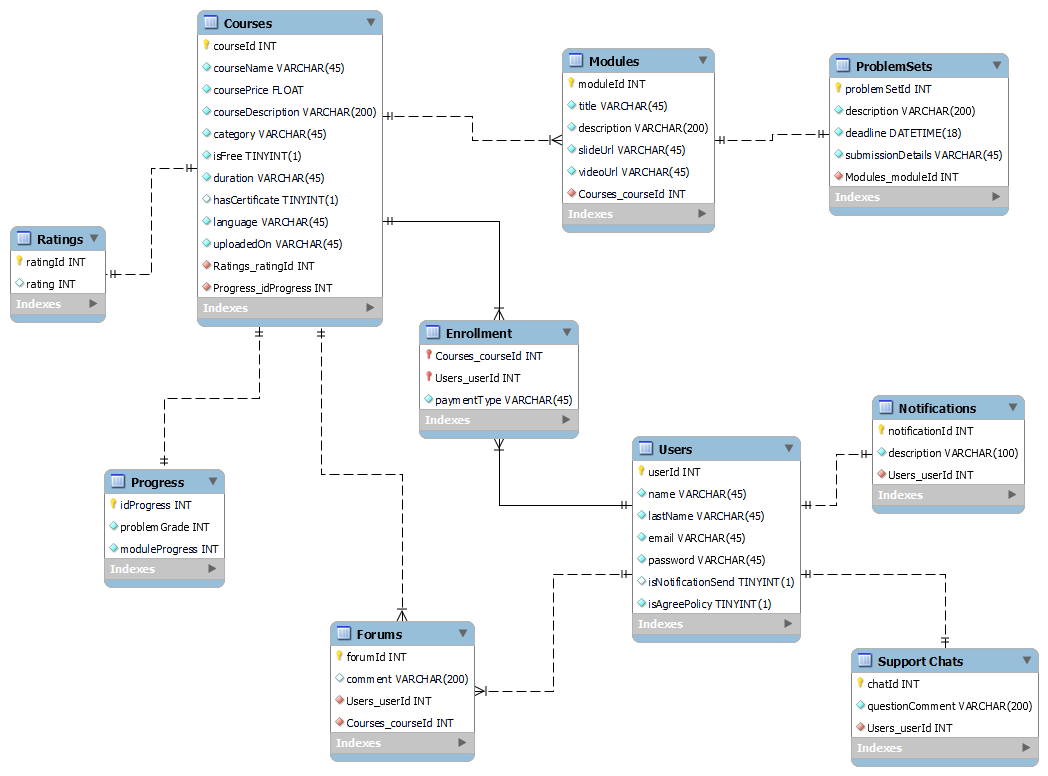 Courses
courseId INT
courseName VARCHAR(45)
coursePrice FLOAT
courseDescription VARCHAR(200)
category VARCHAR(45)
isFree TINYINT(1)
duration VARCHAR(45)
hasCertificate TINYINT(1)
language VARCHAR(45)
uploadedOn VARCHAR(45)
Ratings_ratingId INT
Progress_idProgress INT
Indexes
Modules
moduleId INT
title VARCHAR(45)
description VARCHAR(200)
slideUrl VARCHAR(45)
videoUrl VARCHAR(45)
Courses_courseId INT
Indexes
ProblemSets
problemSetId INT
description VARCHAR(200)
deadline DATETIME(18)
submissionDetails VARCHAR(45)
Modules_moduleId INT
Indexes
Ratings
ratingId INT
rating INT
Indexes
Enrollment
Courses_courseId INT
Users_userId INT
paymentType VARCHAR(45)
Indexes
Notifications
notificationId INT
description VARCHAR(100)
Users_userId INT
Indexes
Users
userId INT
name VARCHAR(45)
lastName VARCHAR(45)
email VARCHAR(45)
password VARCHAR(45)
isNotificationSend TINYINT(1)
isAgreePolicy TINYINT(1)
Indexes
Progress
idProgress INT
problemGrade INT
moduleProgress INT
Indexes
Forums
forumId INT
comment VARCHAR(200)
Users_userId INT
Courses_courseId INT
Indexes
Support Chats
chatId INT
questionComment VARCHAR(200)
Users_userId INT
Indexes